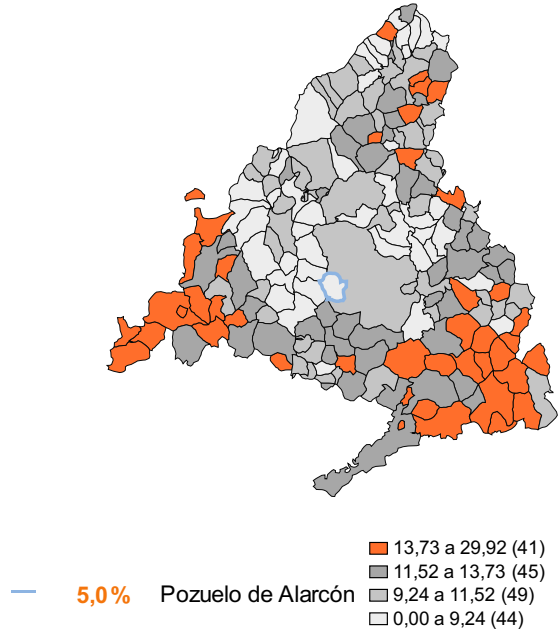 13,73 a 29,92 (41)
11,52 a 13,73 (45)
5,0% Pozuelo de Alarcón
9,24 a 11,52 (49)
0,00 a 9,24 (44)